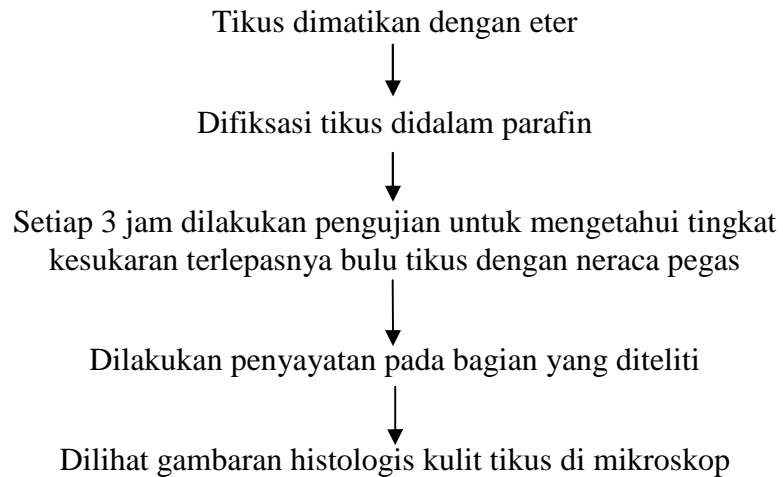 Tikus dimatikan dengan eter
Difiksasi tikus didalam parafin
Setiap 3 jam dilakukan pengujian untuk mengetahui tingkat
kesukaran terlepasnya bulu tikus dengan neraca pegas
Dilakukan penyayatan pada bagian yang diteliti
Dilihat gambaran histologis kulit tikus di mikroskop